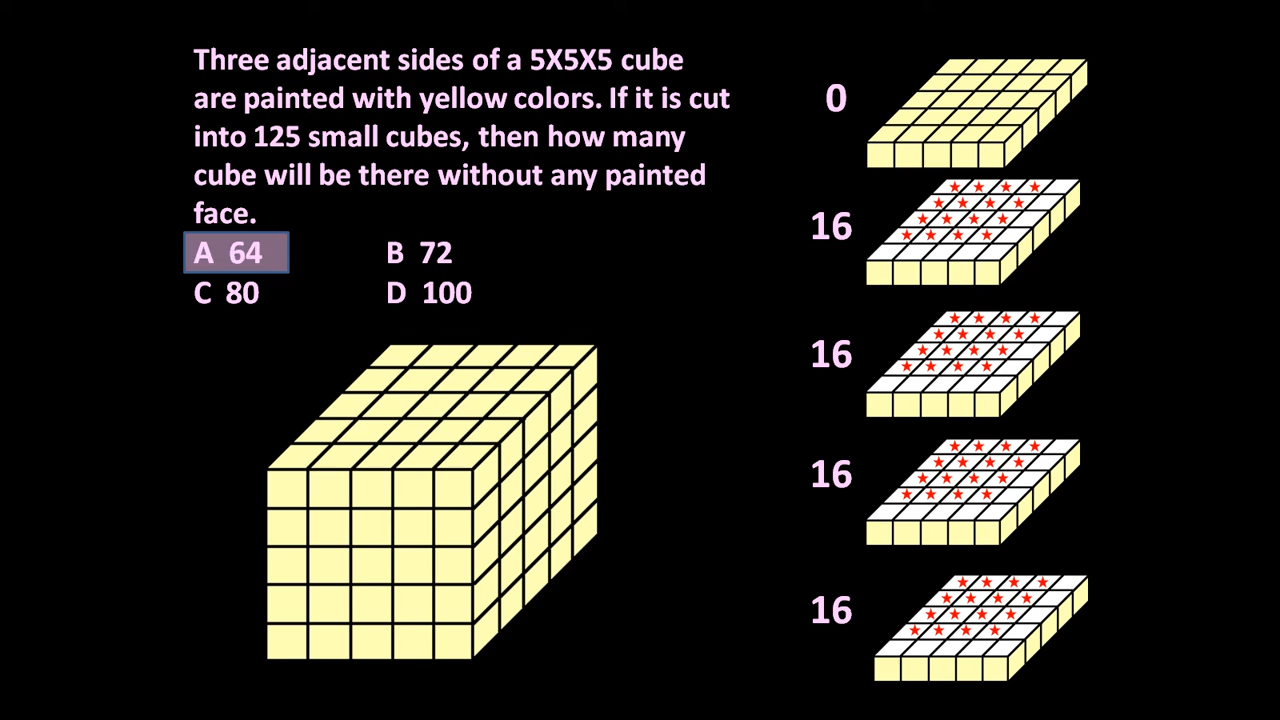 Three adjacent sides of a 5X5X5 cube
are painted with yellow colors. If it is cut
into 125 small cubes, then how many
cube will be there without any painted
face.
A 64 B 72
C 80 D 100
0
16
16
16
16